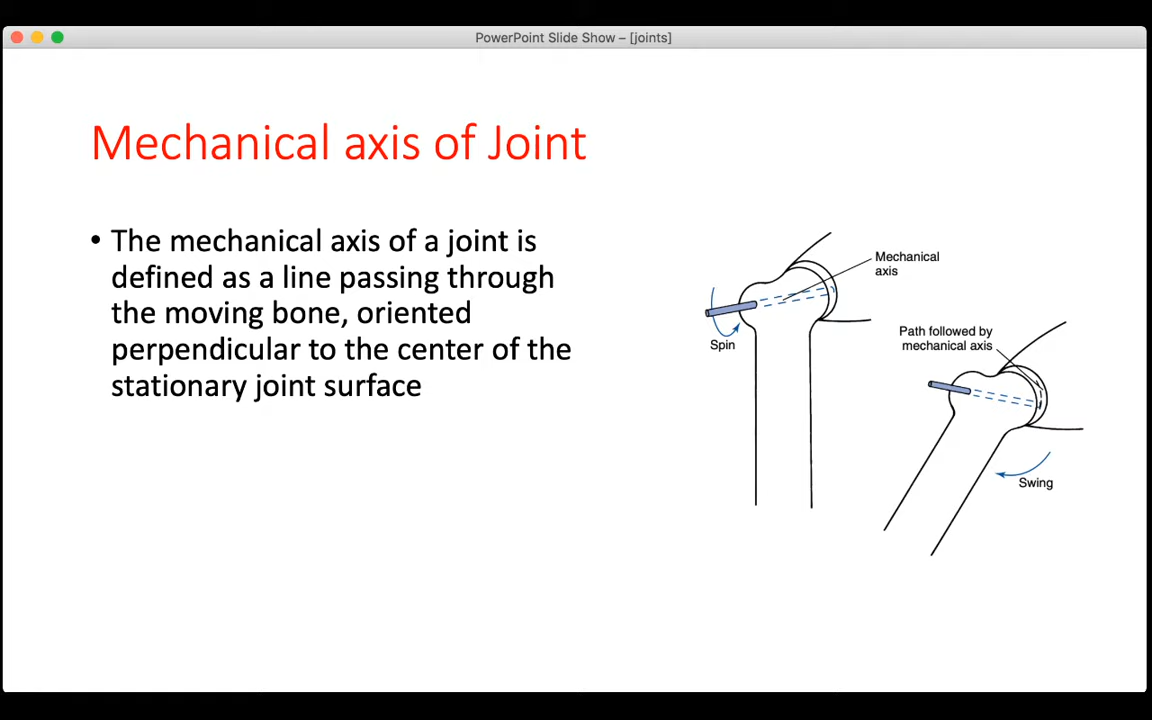 PowerPoint Slide Show – [joints]
Mechanical axis of Joint
• The mechanical axis of a joint is
defined as a line passing through
the moving bone, oriented
perpendicular to the center of the
stationary joint surface
Mechanical
axis
Spin
Path followed by
mechanical axis
Swing